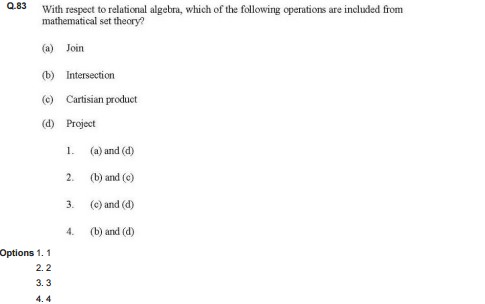 Q.83 With respect to relational algebra, which of the following operations are included from
mathematical set theory?
(a) Join
(b) Intersection
(c) Cartisian product
(d) Project
1. (a) and (d)
2. (b) and (c)
3. (c) and (d)
4. (b) and (d)
Options 1. 1
2. 2
3. 3
4. 4